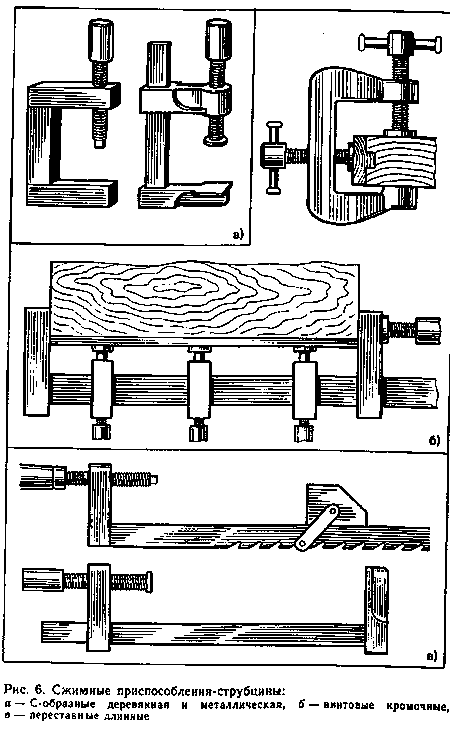 а)
б)
в)
Рис. 6. Сжимные приспособления-струбцины:
а — С-образные деревянная и металлическая, б — винтовые кромочные,
в — переставные длинные